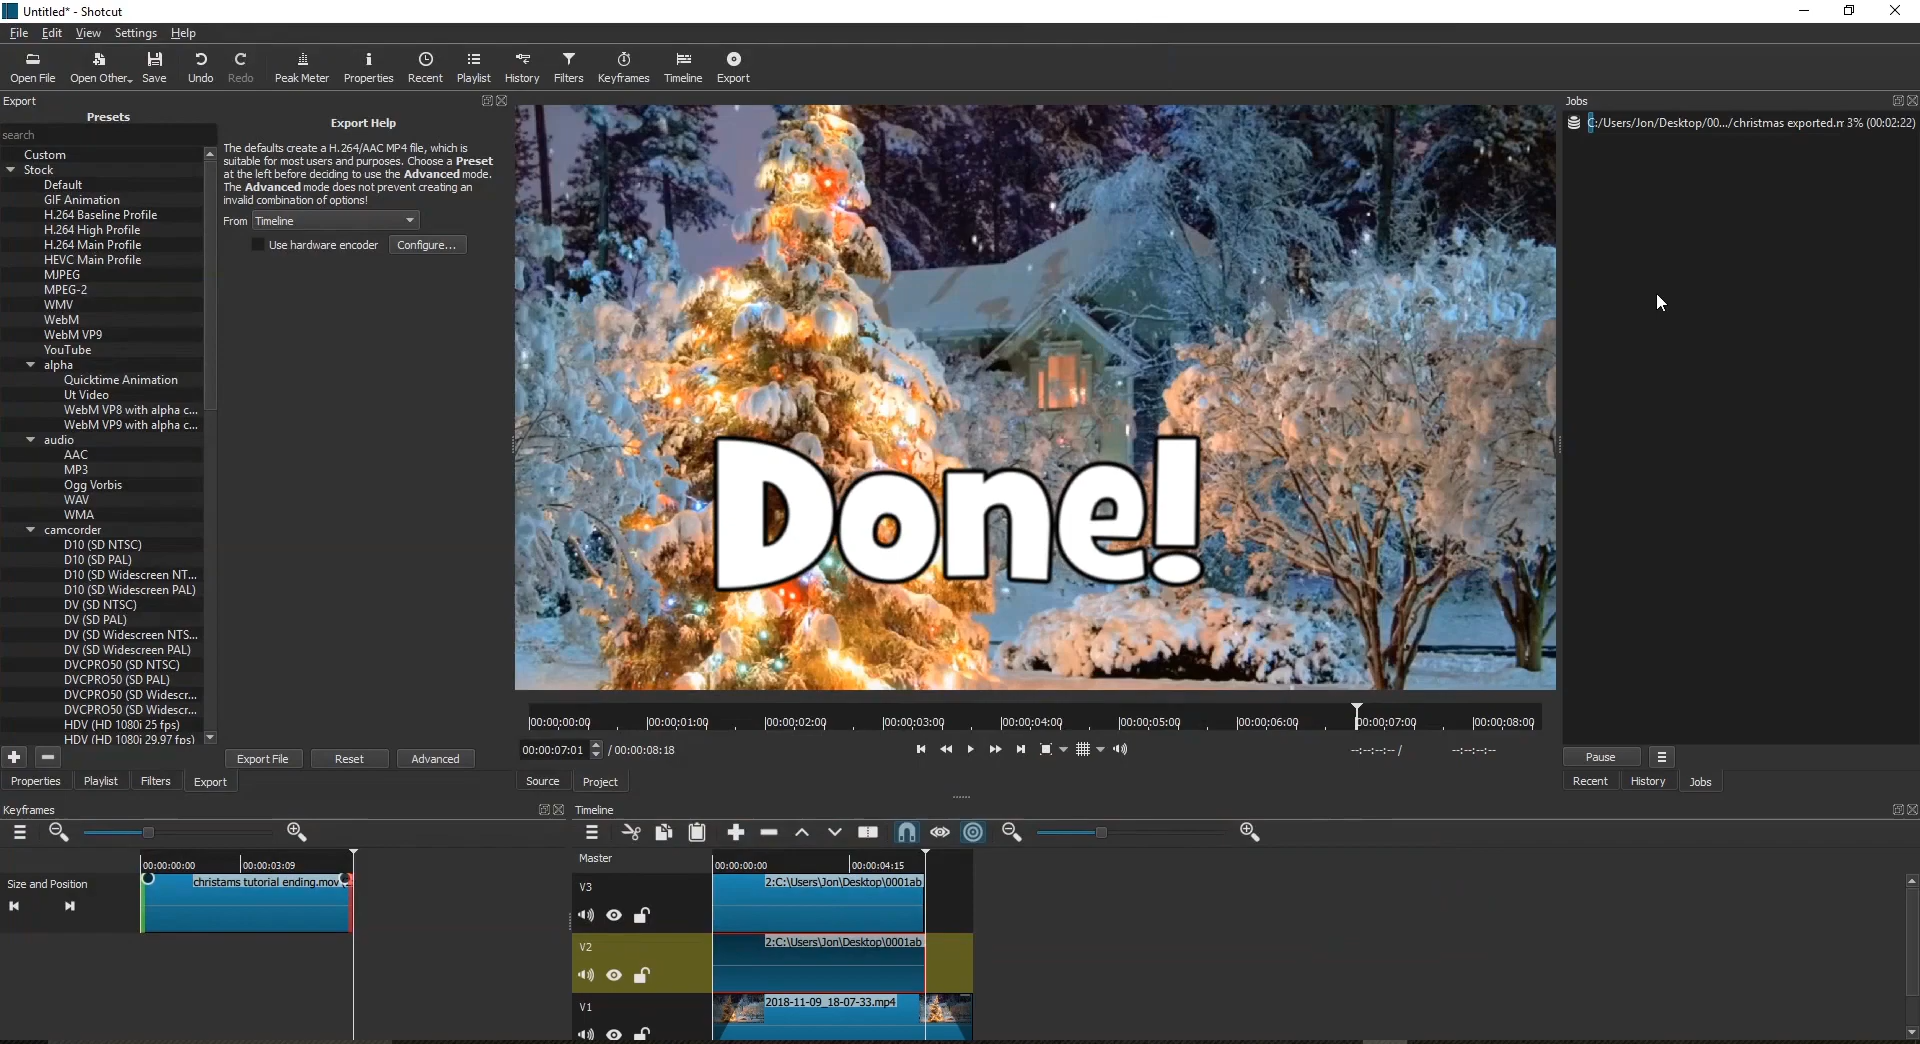 Untitled* - Shotcut
File Edit View Settings Help
Open File Open Other... Save Undo Redo Peak Meter Properties Recent Playlist History Filters Keyframes Timeline Export
Export
Presets
search
Custom
Stock
Default
GIF Animation
H.264 Baseline Profile
H.264 High Profile
H.264 Main Profile
HEVC Main Profile
MJPEG
MPEG-2
WMV
WebM
WebM VP9
YouTube
alpha
Quicktime Animation
Ut Video
WebM VP8 with alpha c...
WebM VP9 with alpha c...
audio
AAC
MP3
Ogg Vorbis
WAV
WMA
camcorder
D10 (SD NTSC)
D10 (SD PAL)
D10 (SD Widescreen NT...
D10 (SD Widescreen PAL)
DV (SD NTSC)
DV (SD PAL)
DV (SD Widescreen NTS...
DV (SD Widescreen PAL)
DVCPRO50 (SD NTSC)
DVCPRO50 (SD PAL)
DVCPRO50 (SD Widescr...
DVCPRO50 (SD Widescr...
HDV (HD 1080i 25 fps)
HDV (HD 1080i 29.97 fps)
Export Help
The defaults create a H.264/AAC MP4 file, which is
suitable for most users and purposes. Choose a Preset
at the left before deciding to use the Advanced mode.
The Advanced mode does not prevent creating an
invalid combination of options!
From Timeline
Use hardware encoder Configure...
Export File Reset Advanced
Properties Playlist Filters Export
Done!
00:00:00:00 00:00:01:00 00:00:02:00 00:00:03:00 00:00:04:00 00:00:05:00 00:00:06:00 00:00:07:00 00:00:08:00
00:00:07:01 / 00:00:08:18 --:--:--:-- / --:--:--:--
Source Project
Jobs
C:/Users/Jon/Desktop/00.../christmas exported.m 3% (00:02:22)
Pause
Recent History Jobs
Keyframes
00:00:00:00 00:00:03:09
Size and Position
christams tutorial ending.mov
Timeline
Master
00:00:00:00 00:00:04:15
V3
2:C:\Users\Jon\Desktop\0001ab
V2
2:C:\Users\Jon\Desktop\0001ab
V1
2018-11-09_18-07-33.mp4